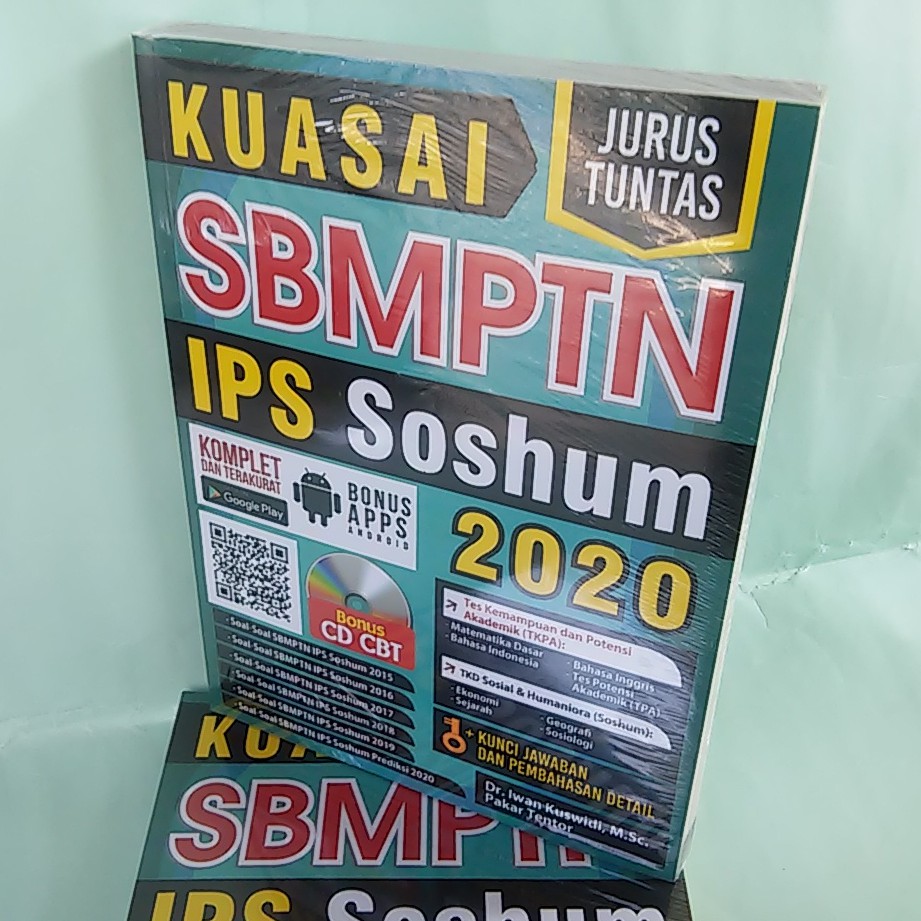 KUASAI
JURUS
TUNTAS
SBMPTN
IPS Soshum
2020
KOMPLET
DAN TERAKURAT
Google Play
BONUS
APPS
ANDROID
Bonus
CD CBT
- Soal-Soal SBMPTN IPS Soshum 2015
- Soal-Soal SBMPTN IPS Soshum 2016
- Soal-Soal SBMPTN IPS Soshum 2017
- Soal-Soal SBMPTN IPS Soshum 2018
- Soal-Soal SBMPTN IPS Soshum 2019
- Soal-Soal SBMPTN IPS Soshum Prediksi 2020
Tes Kemampuan dan Potensi
Akademik (TKPA):
- Matematika Dasar
- Bahasa Indonesia
- Bahasa Inggris
- Tes Potensi
Akademik (TPA)
TKD Sosial & Humaniora (Soshum):
- Ekonomi
- Sejarah
- Geografi
- Sosiologi
+ KUNCI JAWABAN
DAN PEMBAHASAN DETAIL
Dr. Iwan Kuswidi, M.Sc.
Pakar Tentor
KUA
SBMPTN
IPS Soshum